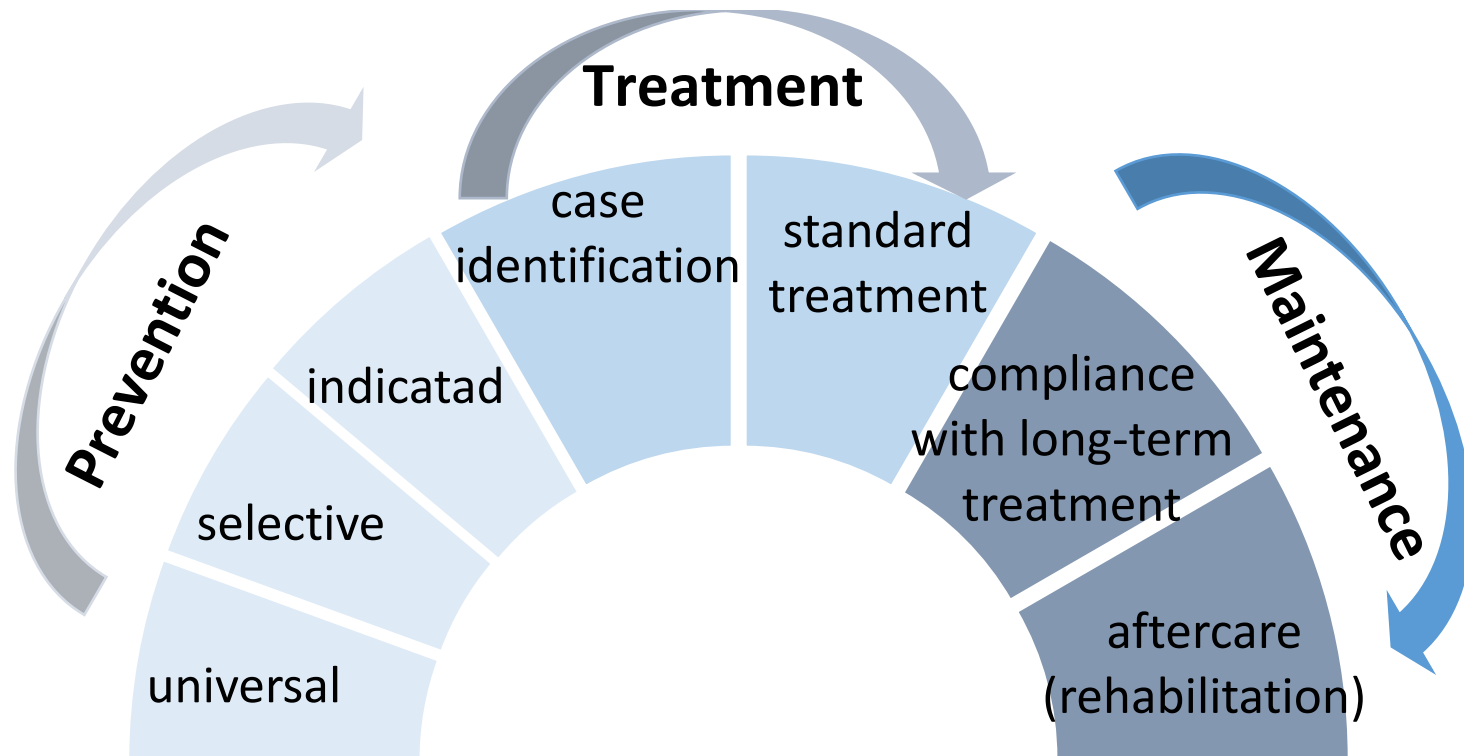 Prevention
universal
selective
indicatad
Treatment
case
identification
standard
treatment
Maintenance
compliance
with long-term
treatment
aftercare
(rehabilitation)